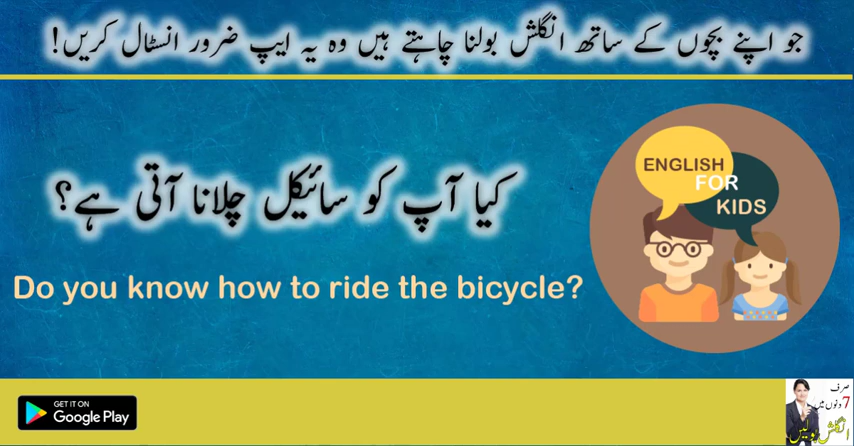 جو اپنے بچوں کے ساتھ انگلش بولنا چاہتے ہیں وہ یہ ایپ ضرور انسٹال کریں!
کیا آپ کو سائیکل چلانا آتی ہے؟
Do you know how to ride the bicycle?
ENGLISH
FOR
KIDS
GET IT ON
Google Play
صرف
7 دنوں میں
انگلش بولیں